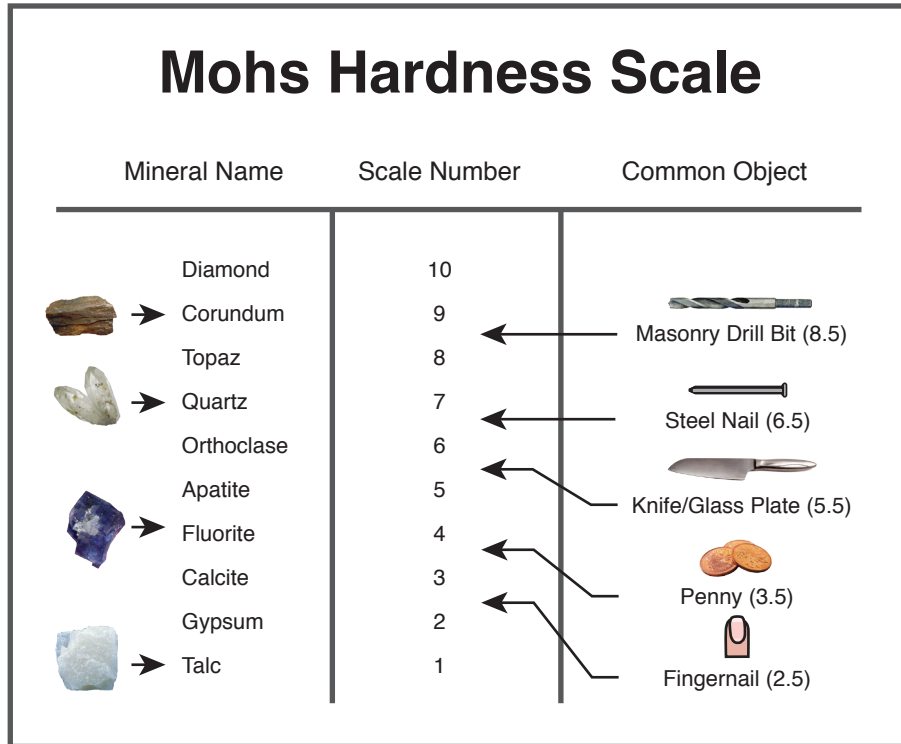 Mohs Hardness Scale
Mineral Name Scale Number Common Object
Diamond 10
Corundum 9
Masonry Drill Bit (8.5)
Topaz 8
Quartz 7
Steel Nail (6.5)
Orthoclase 6
Apatite 5
Knife/Glass Plate (5.5)
Fluorite 4
Calcite 3
Penny (3.5)
Gypsum 2
Talc 1
Fingernail (2.5)